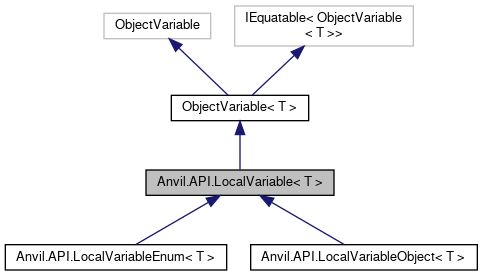 ObjectVariable
IEquatable< ObjectVariable
< T >>
ObjectVariable< T >
Anvil.API.LocalVariable< T >
Anvil.API.LocalVariableEnum< T >
Anvil.API.LocalVariableObject< T >